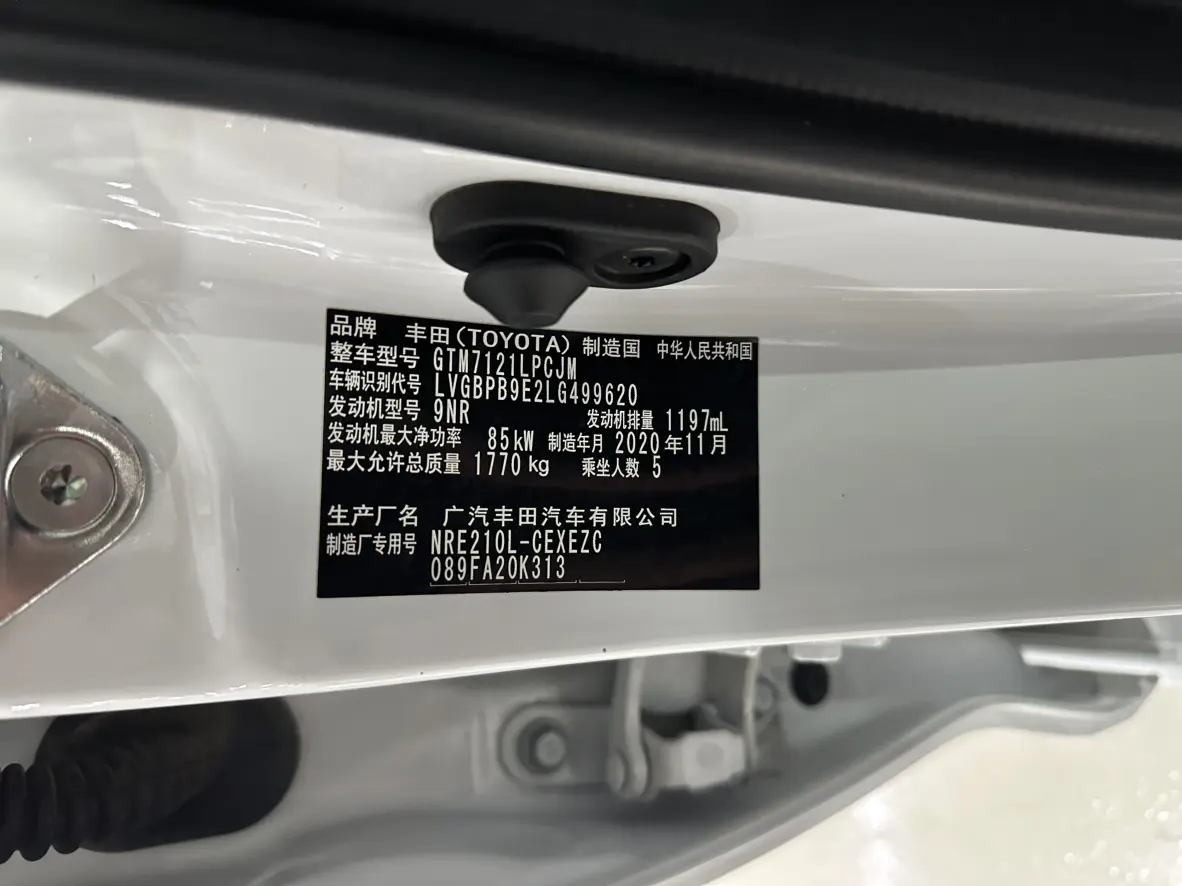 品牌 丰田(TOYOTA) 制造国 中华人民共和国
整车型号 GTM7121LPCJM
车辆识别代号 LVGBPB9E2LG499620
发动机型号 9NR 发动机排量 1197mL
发动机最大净功率 85kW 制造年月 2020年11月
最大允许总质量 1770kg 乘坐人数 5
生产厂名 广汽丰田汽车有限公司
制造厂专用号 NRE210L-CEXEZC
089FA20K313